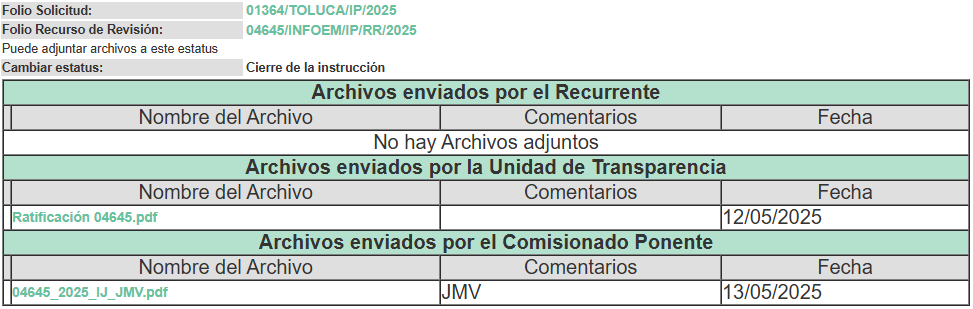 Folio Solicitud: 01364/TOLUCA/IP/2025
Folio Recurso de Revisión: 04645/INFOEM/IP/RR/2025
Puede adjuntar archivos a este estatus
Cambiar estatus: Cierre de la instrucción
Archivos enviados por el Recurrente
Nombre del Archivo Comentarios Fecha
No hay Archivos adjuntos
Archivos enviados por la Unidad de Transparencia
Nombre del Archivo Comentarios Fecha
Ratificación 04645.pdf 12/05/2025
Archivos enviados por el Comisionado Ponente
Nombre del Archivo Comentarios Fecha
04645_2025_IJ_JMV.pdf JMV 13/05/2025